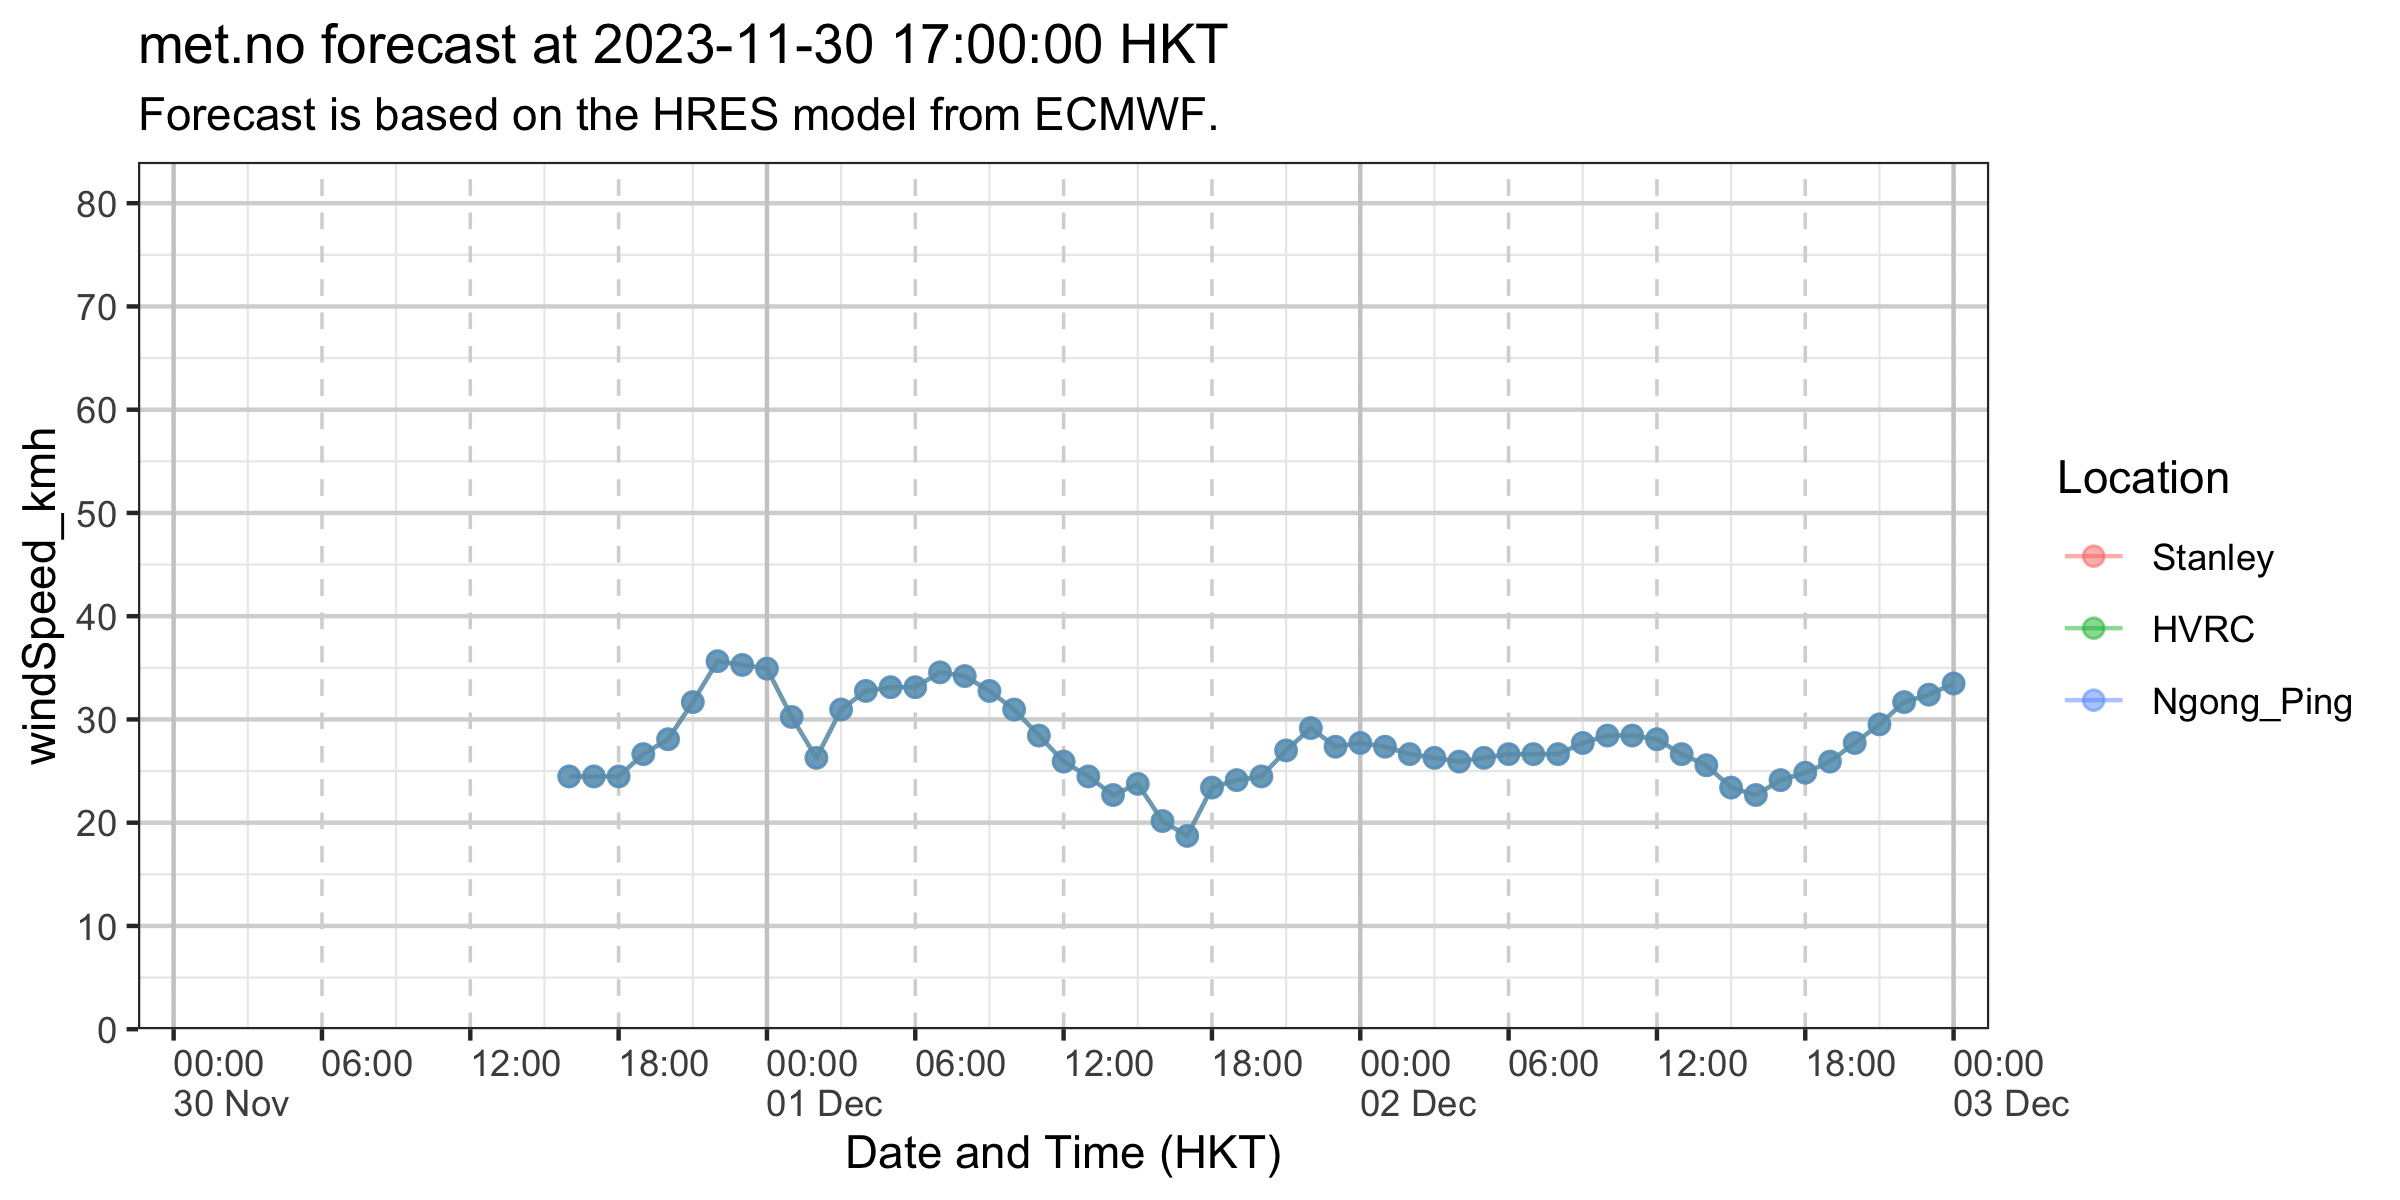 met.no forecast at 2023-11-30 17:00:00 HKT
Forecast is based on the HRES model from ECMWF.
windSpeed_kmh
80
70
60
50
40
30
20
10
0
00:00 06:00 12:00 18:00 00:00 06:00 12:00 18:00 00:00 06:00 12:00 18:00 00:00
30 Nov 01 Dec 02 Dec 03 Dec
Date and Time (HKT)
Location
Stanley
HVRC
Ngong_Ping